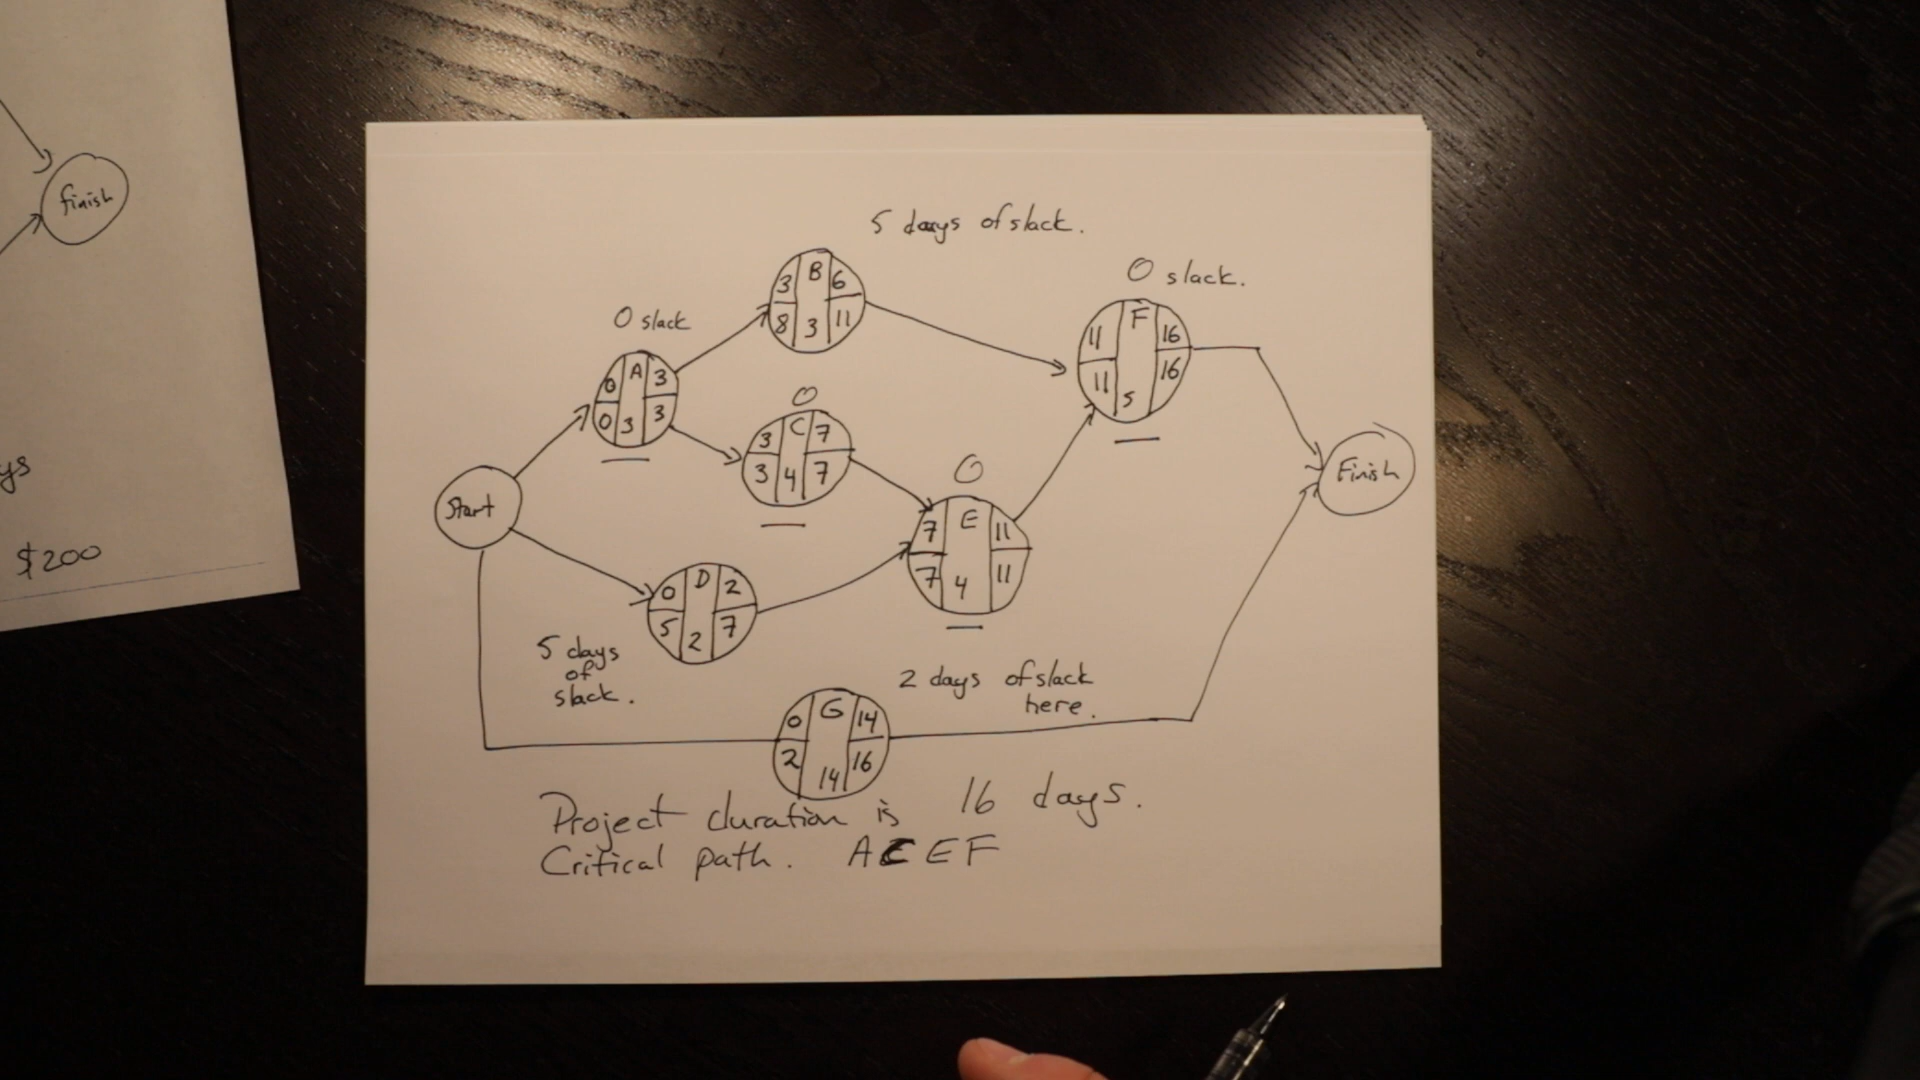 finish
ys
$200
5 days of slack.
0 slack.
0 slack
3 B 6
8 3 11
11 F 16
11 5 16
0 A 3
0 3 3
0
3 C 7
3 4 7
0
7 E 11
7 4 11
Start
Finish
0 D 2
5 2 7
5 days
of
slack.
2 days of slack
here.
0 G 14
2 14 16
Project duration is 16 days.
Critical path. ACEF